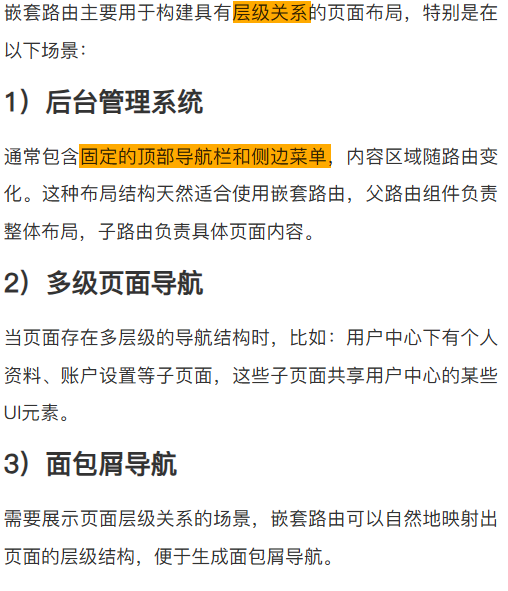 嵌套路由主要用于构建具有层级关系的页面布局，特别是在
以下场景：
1）后台管理系统
通常包含固定的顶部导航栏和侧边菜单，内容区域随路由变
化。这种布局结构天然适合使用嵌套路由，父路由组件负责
整体布局，子路由负责具体页面内容。
2）多级页面导航
当页面存在多层级的导航结构时，比如：用户中心下有个人
资料、账户设置等子页面，这些子页面共享用户中心的某些
UI元素。
3）面包屑导航
需要展示页面层级关系的场景，嵌套路由可以自然地映射出
页面的层级结构，便于生成面包屑导航。